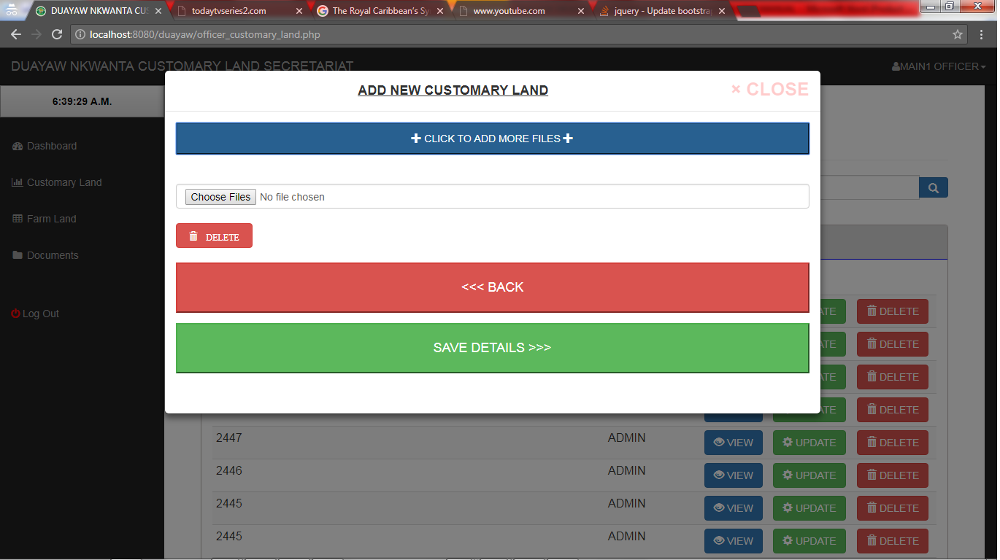 DUAYAW NKWANTA CUS
todaytvseries2.com
The Royal Caribbean's Sy
www.youtube.com
jquery - Update bootstra
localhost:8080/duayaw/officer_customary_land.php
DUAYAW NKWANTA CUSTOMARY LAND SECRETARIAT
MAIN1 OFFICER
6:39:29 A.M.
Dashboard
Customary Land
Farm Land
Documents
Log Out
ADD NEW CUSTOMARY LAND
× CLOSE
CLICK TO ADD MORE FILES
Choose Files No file chosen
DELETE
<<< BACK
SAVE DETAILS >>>
ATE DELETE
ATE DELETE
ATE DELETE
ATE DELETE
2447 ADMIN VIEW UPDATE DELETE
2446 ADMIN VIEW UPDATE DELETE
2445 ADMIN VIEW UPDATE DELETE
2445 ADMIN VIEW UPDATE DELETE